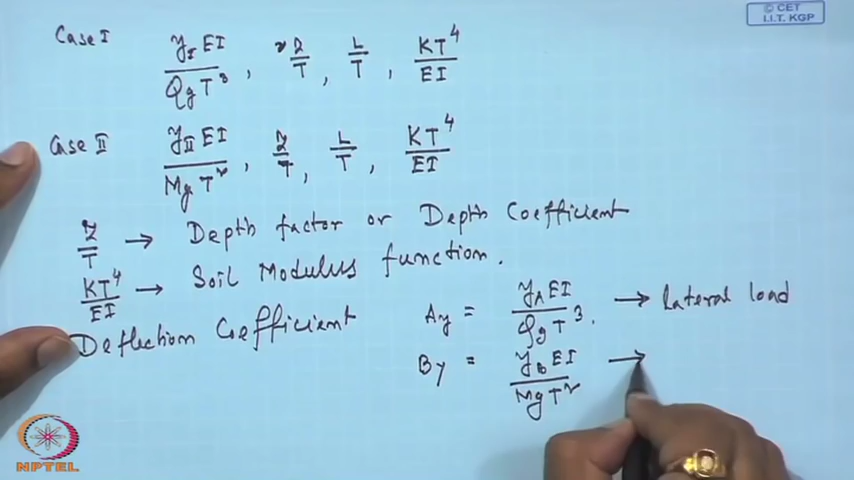 © CET
I.I.T. KGP
Case I y_I EI / Qg T^3 , z/T , L/T , KT^4 / EI
Case II y_II EI / Mg T^2 , z/T , L/T , KT^4 / EI
z/T → Depth factor or Depth Coefficient
KT^4 / EI → Soil Modulus function.
Deflection Coefficient Ay = y_A EI / Qg T^3 . → lateral load
By = y_B EI / Mg T^2 →
NPTEL